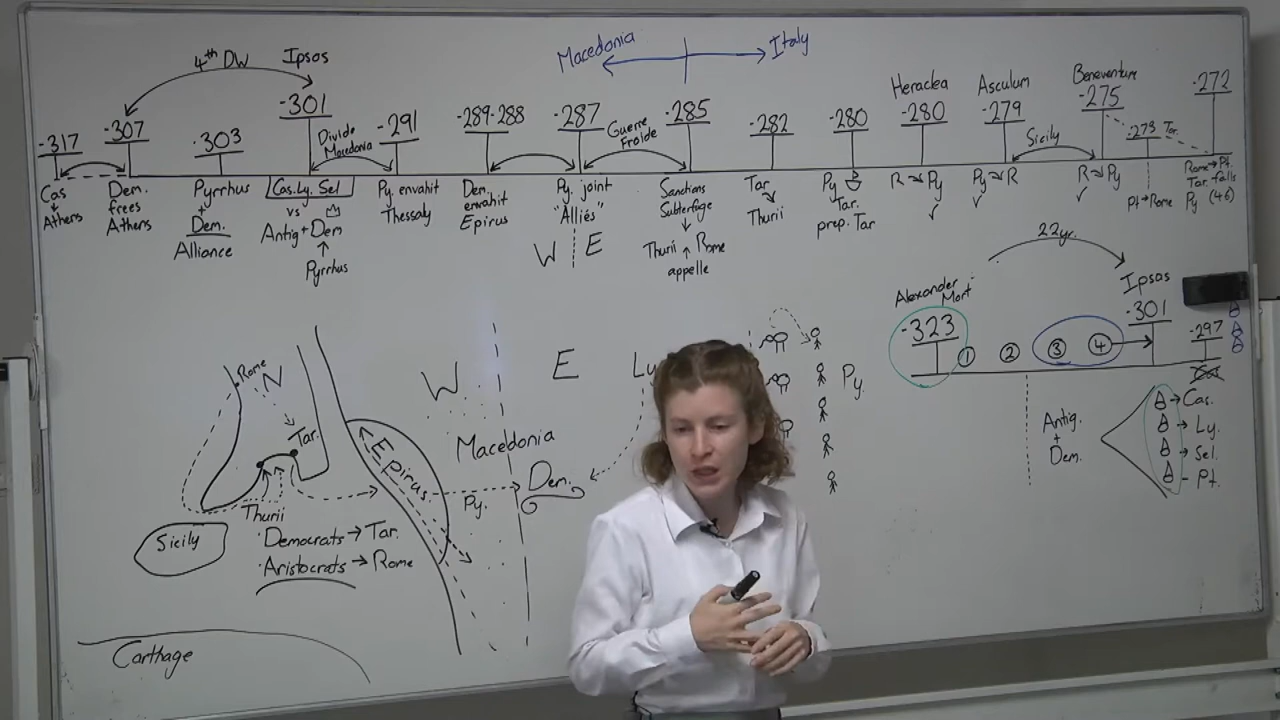 Macedonia
Italy
4th DW
Ipsos
-317
-307
-303
-301
-291
-289-288
-287
-285
-282
-280
Heraclea
-280
Asculum
-279
-275
-273
Tar.
-272
Divide
Macedonia
Guerre
Froide
Sicily
Cas
Athens
Dem.
frees
Athens
Pyrrhus
+
Dem.
Alliance
Cas. Ly. Sel
vs
Antig + Dem
Pyrrhus
Py. envahit
Thessaly
Dem.
envahit
Epirus
Py. joint
"Alliés"
W E
Sanctions
Subterfuge
Thurii Rome
appelle
Tar
Thurii
Py
Tar.
prep. Tar
R Py
Py R
R Py
Pt → Rome
Rome → Pt.
Tar. falls
Py (46)
Rome
N
Tar.
Thurii
Sicily
· Democrats → Tar.
· Aristocrats → Rome
Carthage
Epirus
W
E
Ly
Macedonia
Py.
Dem.
Py.
22yr.
Alexander
Mort
-323
1
2
3
4
Ipsos
-301
-297
Antig.
+
Dem.
→ Cas.
→ Ly.
→ Sel.
- Pt.